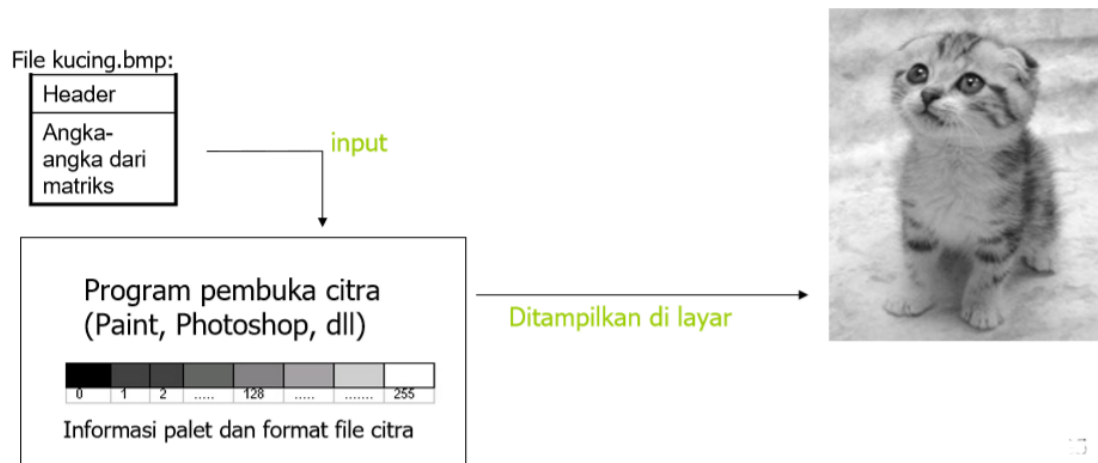 File kucing.bmp:
Header
Angka-
angka dari
matriks
input
Program pembuka citra
(Paint, Photoshop, dll)
0 1 2 ..... 128 ..... ....... 255
Informasi palet dan format file citra
Ditampilkan di layar